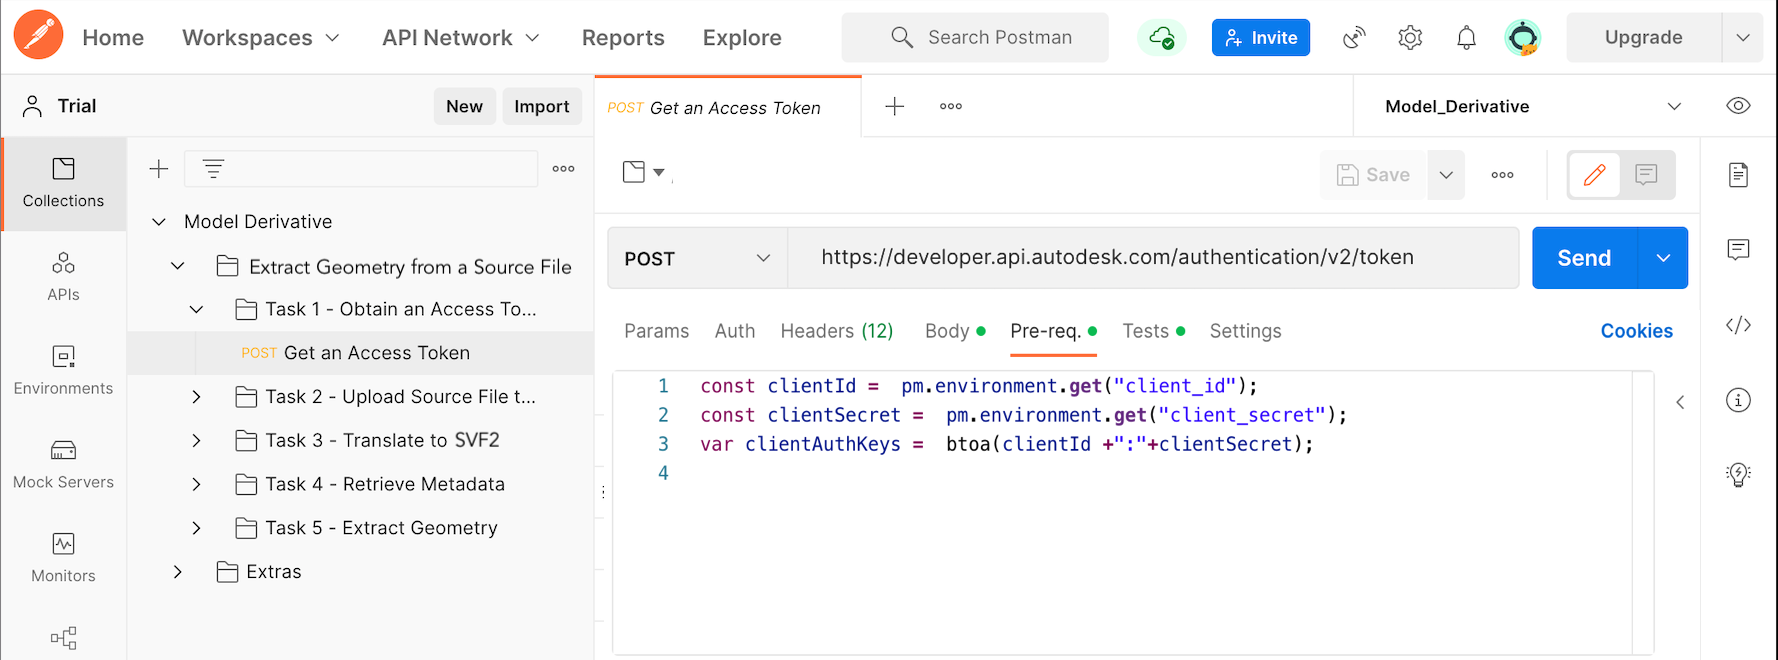 Home Workspaces API Network Reports Explore Search Postman Invite Upgrade
Trial New Import
POST Get an Access Token
Model_Derivative
Collections
APIs
Environments
Mock Servers
Monitors
Model Derivative
Extract Geometry from a Source File
Task 1 - Obtain an Access To...
POST Get an Access Token
Task 2 - Upload Source File t...
Task 3 - Translate to SVF2
Task 4 - Retrieve Metadata
Task 5 - Extract Geometry
Extras
Save
POST https://developer.api.autodesk.com/authentication/v2/token Send
Params Auth Headers (12) Body Pre-req. Tests Settings Cookies
1 const clientId = pm.environment.get("client_id");
2 const clientSecret = pm.environment.get("client_secret");
3 var clientAuthKeys = btoa(clientId +":"+clientSecret);
4